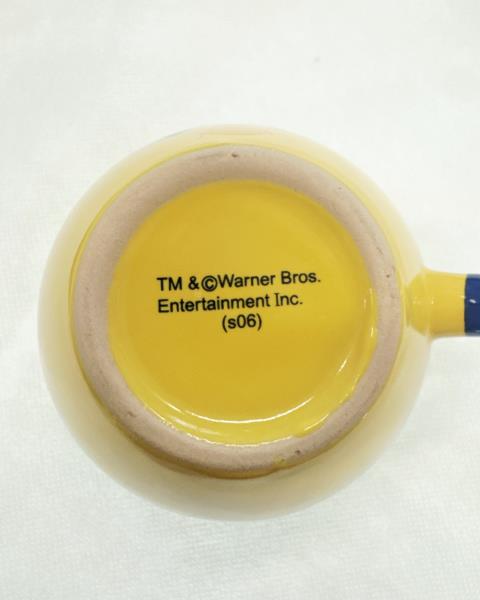 TM & ©Warner Bros.
Entertainment Inc.
(s06)